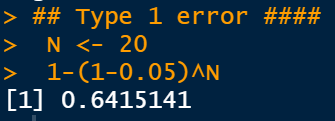 > ## Type 1 error ####
>  N <- 20
>  1-(1-0.05)^N
[1] 0.6415141